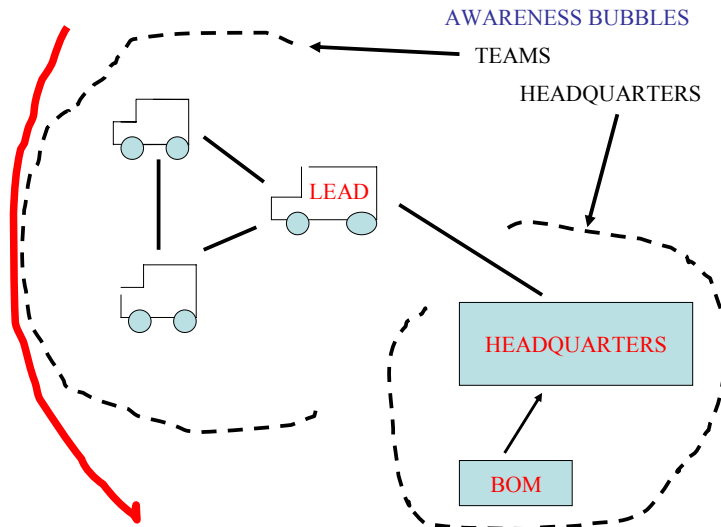 AWARENESS BUBBLES
TEAMS
HEADQUARTERS
LEAD
HEADQUARTERS
BOM